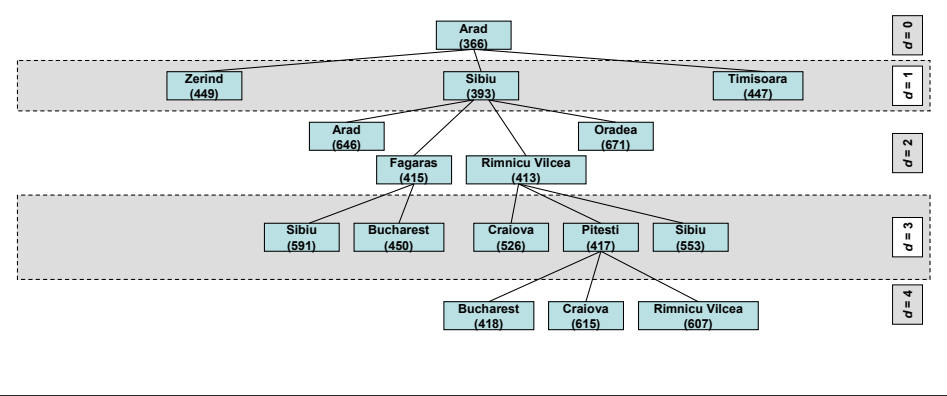 Arad
(366)
d = 0
Zerind
(449)
Sibiu
(393)
Timisoara
(447)
d = 1
Arad
(646)
Oradea
(671)
Fagaras
(415)
Rimnicu Vilcea
(413)
d = 2
Sibiu
(591)
Bucharest
(450)
Craiova
(526)
Pitesti
(417)
Sibiu
(553)
d = 3
Bucharest
(418)
Craiova
(615)
Rimnicu Vilcea
(607)
d = 4